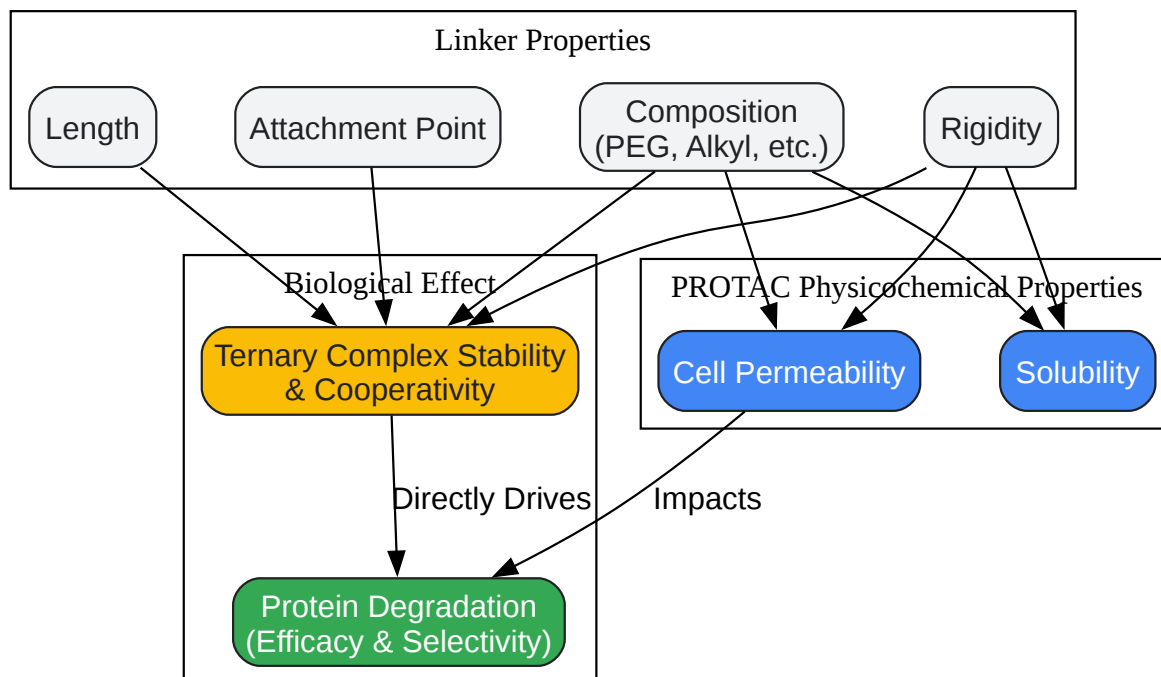 Linker Properties
Length
Attachment Point
Composition
(PEG, Alkyl, etc.)
Rigidity
Biological Effect
PROTAC Physicochemical Properties
Ternary Complex Stability
& Cooperativity
Cell Permeability
Solubility
Directly Drives
Impacts
Protein Degradation
(Efficacy & Selectivity)